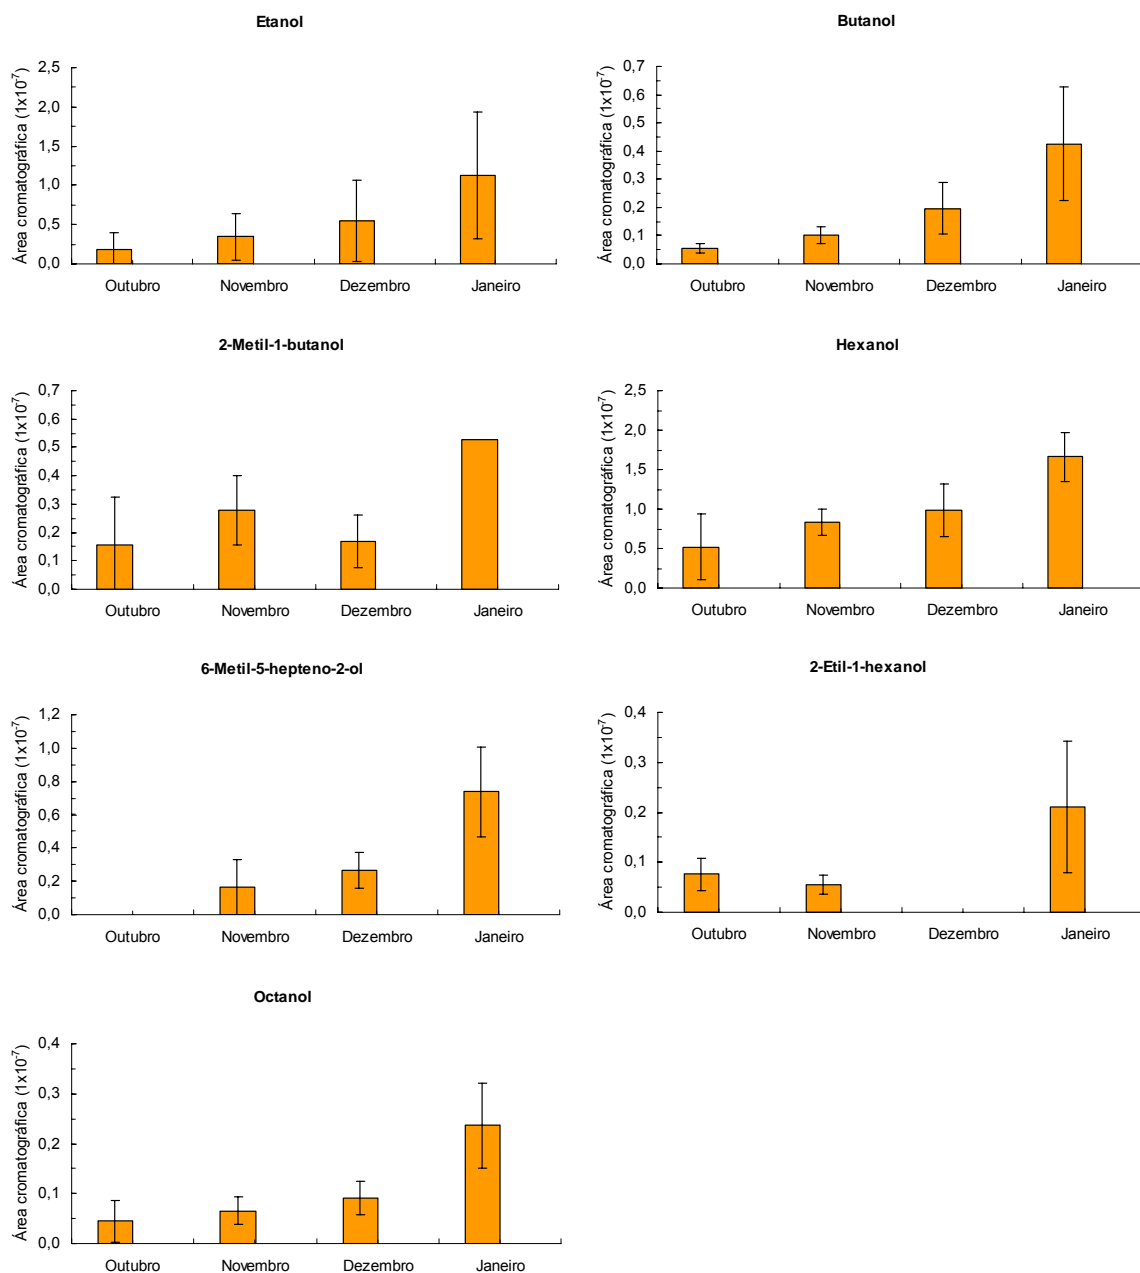 Etanol
Área cromatográfica (1x10⁻⁷)
2,5
2,0
1,5
1,0
0,5
0,0
Outubro Novembro Dezembro Janeiro
Butanol
Área cromatográfica (1x10⁻⁷)
0,7
0,6
0,5
0,4
0,3
0,2
0,1
0,0
Outubro Novembro Dezembro Janeiro
2-Metil-1-butanol
Área cromatográfica (1x10⁻⁷)
0,7
0,6
0,5
0,4
0,3
0,2
0,1
0,0
Outubro Novembro Dezembro Janeiro
Hexanol
Área cromatográfica (1x10⁻⁷)
2,5
2,0
1,5
1,0
0,5
0,0
Outubro Novembro Dezembro Janeiro
6-Metil-5-hepteno-2-ol
Área cromatográfica (1x10⁻⁷)
1,2
1,0
0,8
0,6
0,4
0,2
0,0
Outubro Novembro Dezembro Janeiro
2-Etil-1-hexanol
Área cromatográfica (1x10⁻⁷)
0,4
0,3
0,2
0,1
0,0
Outubro Novembro Dezembro Janeiro
Octanol
Área cromatográfica (1x10⁻⁷)
0,4
0,3
0,2
0,1
0,0
Outubro Novembro Dezembro Janeiro